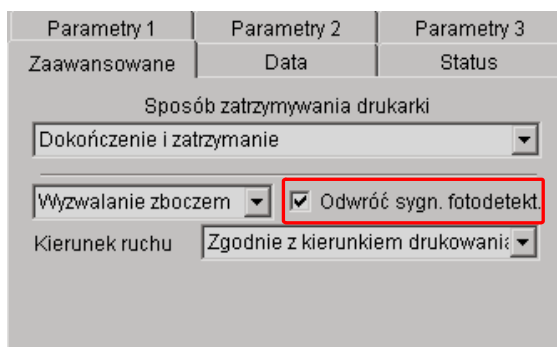 Parametry 1 Parametry 2 Parametry 3
Zaawansowane Data Status
Sposób zatrzymywania drukarki
Dokończenie i zatrzymanie
Wyzwalanie zboczem Odwróć sygn. fotodetekt.
Kierunek ruchu Zgodnie z kierunkiem drukowania